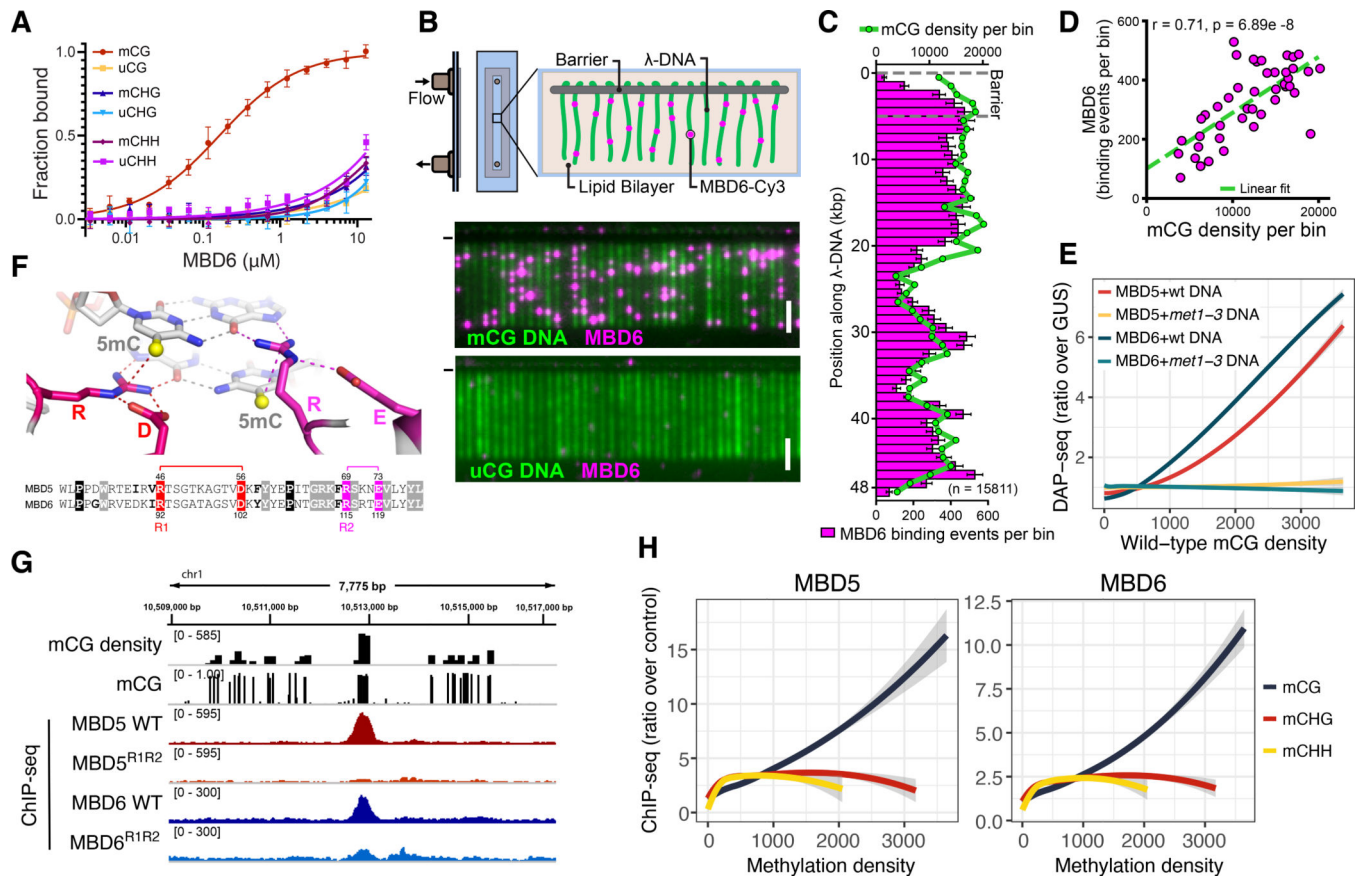 A
mCG
uCG
mCHG
uCHG
mCHH
uCHH
Fraction bound
1.0
0.5
0.0
0.01
0.1
1
10
MBD6 (μM)
B
Flow
Barrier
λ-DNA
Lipid Bilayer
MBD6-Cy3
mCG DNA MBD6
uCG DNA MBD6
C
mCG density per bin
0 10000 20000
Barrier
Position along λ-DNA (kbp)
0
10
20
30
40
48
(n = 15811)
0 200 400 600
MBD6 binding events per bin
D
r = 0.71, p = 6.89e -8
MBD6
(binding events per bin)
600
400
200
0
Linear fit
0 10000 20000
mCG density per bin
E
DAP−seq (ratio over GUS)
MBD5+wt DNA
MBD5+met1−3 DNA
MBD6+wt DNA
MBD6+met1−3 DNA
6
4
2
0 1000 2000 3000
Wild−type mCG density
F
5mC
R
D
5mC
R
E
46 56 69 73
MBD5 WLPPDWRTEIRVRTSGTKAGTVDKFYYEPITGRKFRSKNEVLYYL
MBD6 WLPPGWRVEDKIRTSGATAGSVDKYYYEPNTGRKFRSRTEVLYYL
92 102 115 119
R1 R2
G
chr1
7,775 bp
10,509,000 bp 10,511,000 bp 10,513,000 bp 10,515,000 bp 10,517,000 bp
mCG density [0 - 585]
mCG [0 - 1.00]
ChIP-seq
MBD5 WT [0 - 595]
MBD5R1R2 [0 - 595]
MBD6 WT [0 - 300]
MBD6R1R2 [0 - 300]
H
MBD5
MBD6
ChIP−seq (ratio over control)
15
10
5
0
0 1000 2000 3000
Methylation density
12.5
10.0
7.5
5.0
2.5
0.0
0 1000 2000 3000
Methylation density
mCG
mCHG
mCHH